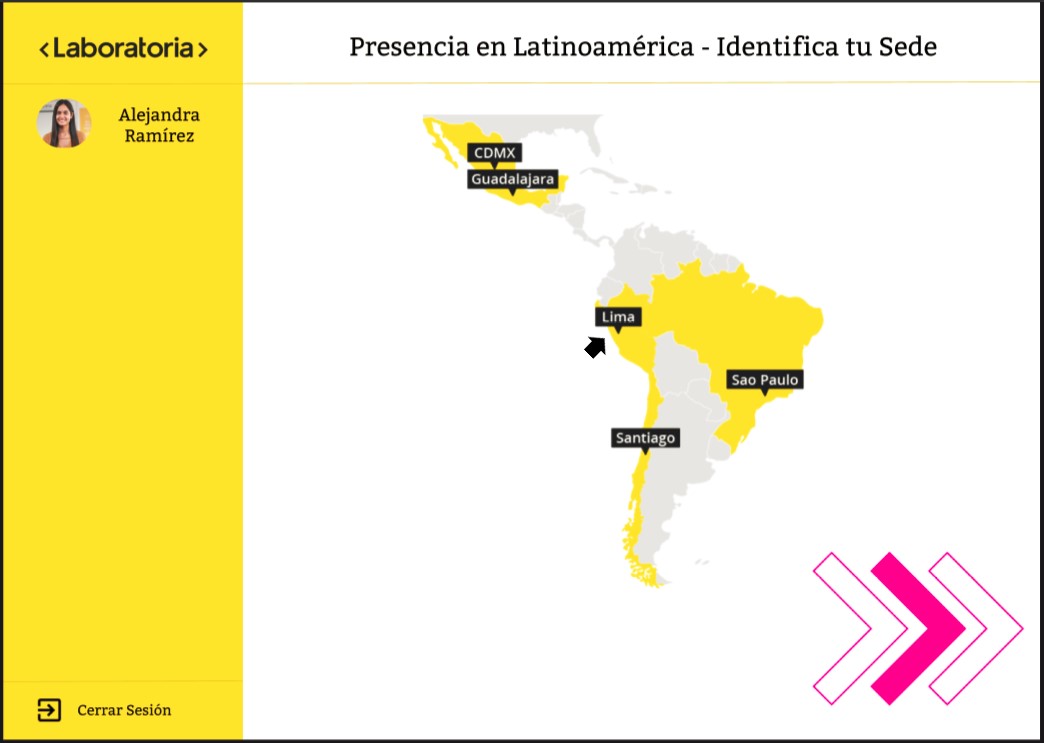 <Laboratoria>
Presencia en Latinoamérica - Identifica tu Sede
Alejandra
Ramírez
CDMX
Guadalajara
Lima
Sao Paulo
Santiago
Cerrar Sesión